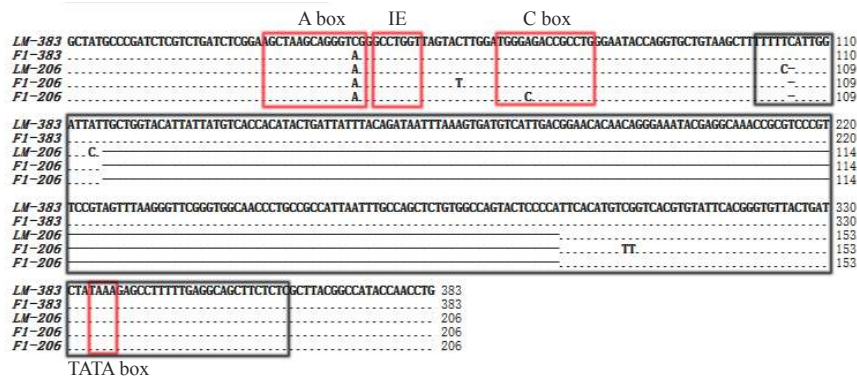 A box IE C box
LM-383 GCTATGCCCGATCTCGTCTGATCTCGGAAGCTAAGCAGGGTCGGGCCTGGTTAGTACTTGGATGGGAGACCGCCTGGGAATACCAGGTGCTGTAAGCTTTTTTTCATTGG 110
F1-383 A 110
LM-206 A C- 109
F1-206 A T - 109
F1-206 A C - 109
LM-383 ATTATTGCTGGTACATTATTATGTCACCACATACTGATTATTTACAGATAATTTAAAGTGATGTCATTGACGGAACACAACAGGGAAATACGAGGCAAACCGCGTCCCGT 220
F1-383 220
LM-206 C 114
F1-206 114
F1-206 114
LM-383 TCCGTAGTTTAAGGGTTCGGGTGGCAACCCTGCCGCCATTAATTTGCCAGCTCTGTGGCCAGTACTCCCCATTCACATGTCGGTCACGTGTATTCACGGGTGTTACTGAT 330
F1-383 330
LM-206 153
F1-206 TT 153
F1-206 153
LM-383 CTATAAAGAGCCTTTTTGAGGCAGCTTCTCTCGCTTACGGCCATACCAACCTG 383
F1-383 383
LM-206 206
F1-206 206
F1-206 206
TATA box